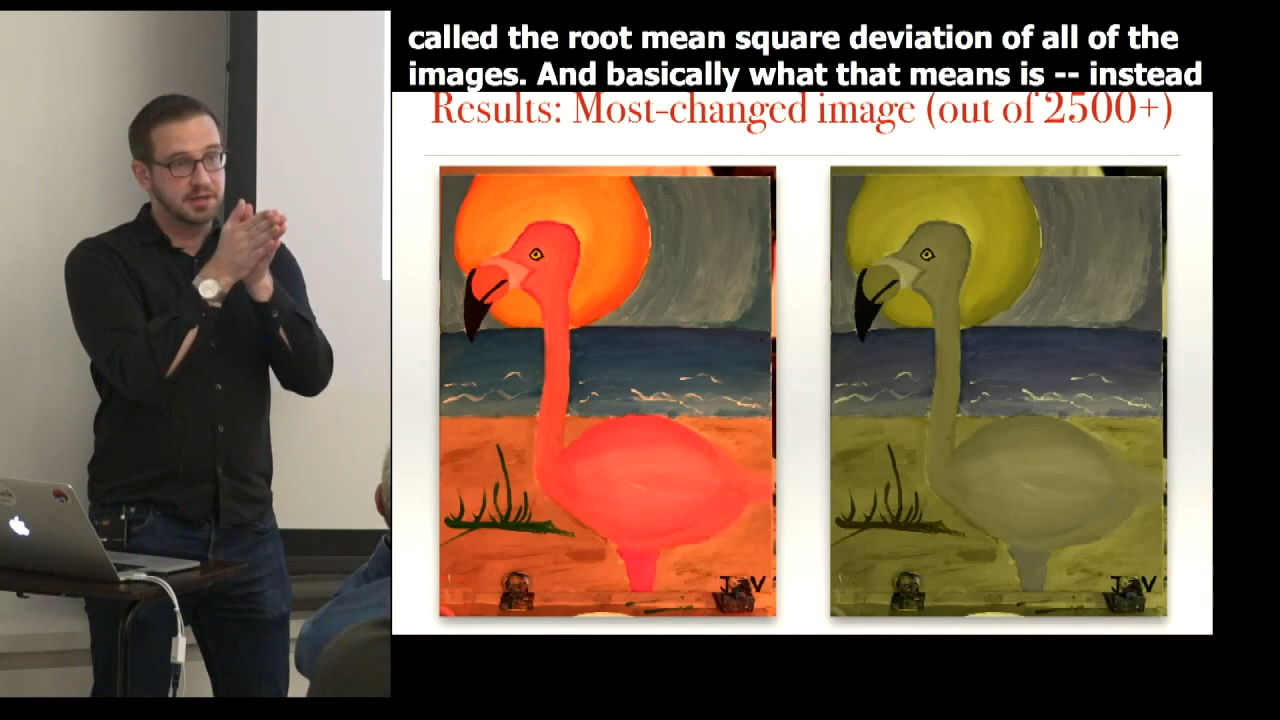 called the root mean square deviation of all of the
images. And basically what that means is -- instead
Results: Most-changed image (out of 2500+)